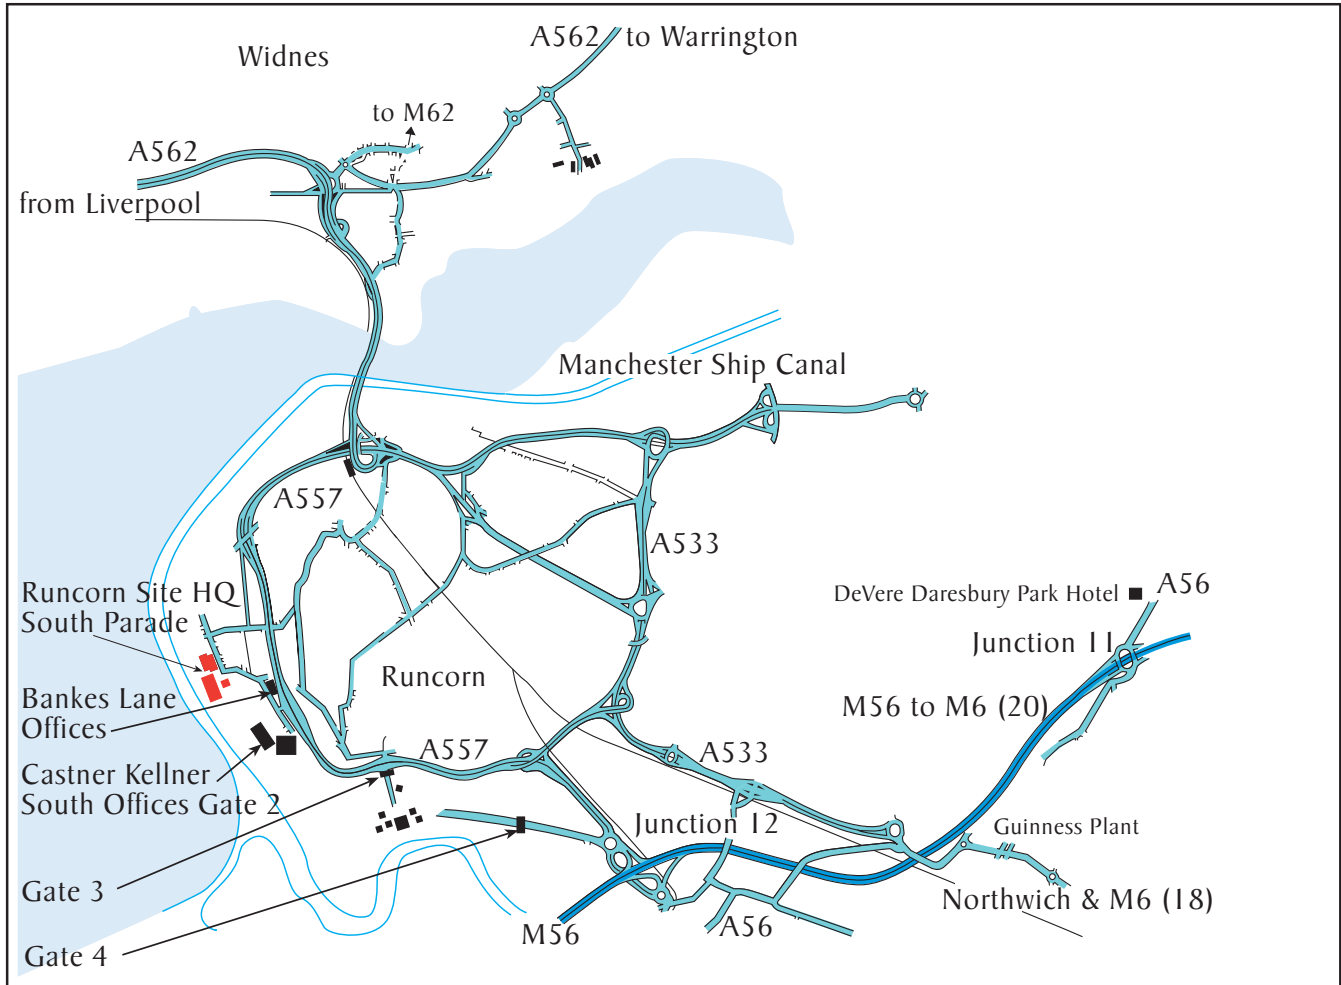 A562 to Warrington
Widnes
to M62
A562
from Liverpool
Manchester Ship Canal
A557
A533
Runcorn Site HQ
South Parade
DeVere Daresbury Park Hotel
A56
Junction 11
Runcorn
Bankes Lane
Offices
M56 to M6 (20)
A557
A533
Castner Kellner
South Offices Gate 2
Junction 12
Guinness Plant
Gate 3
Northwich & M6 (18)
A56
M56
Gate 4